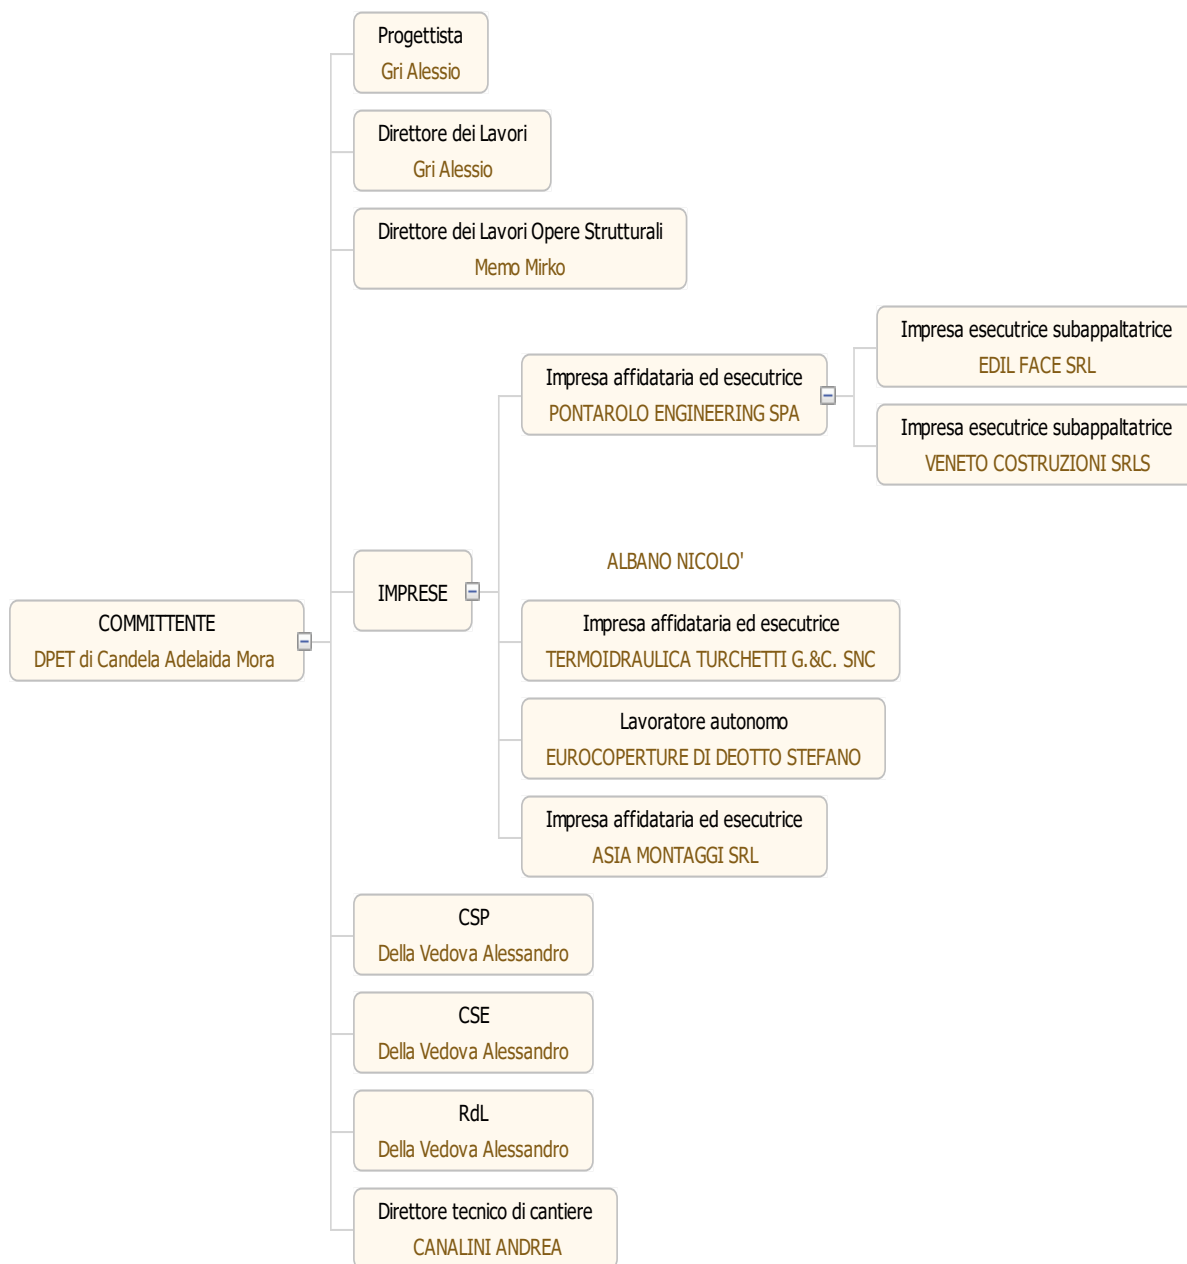 Progettista
Gri Alessio
Direttore dei Lavori
Gri Alessio
Direttore dei Lavori Opere Strutturali
Memo Mirko
Impresa esecutrice subappaltatrice
EDIL FACE SRL
Impresa affidataria ed esecutrice
PONTAROLO ENGINEERING SPA
Impresa esecutrice subappaltatrice
VENETO COSTRUZIONI SRLS
ALBANO NICOLO'
IMPRESE
COMMITTENTE
DPET di Candela Adelaida Mora
Impresa affidataria ed esecutrice
TERMOIDRAULICA TURCHETTI G.&C. SNC
Lavoratore autonomo
EUROCOPERTURE DI DEOTTO STEFANO
Impresa affidataria ed esecutrice
ASIA MONTAGGI SRL
CSP
Della Vedova Alessandro
CSE
Della Vedova Alessandro
RdL
Della Vedova Alessandro
Direttore tecnico di cantiere
CANALINI ANDREA